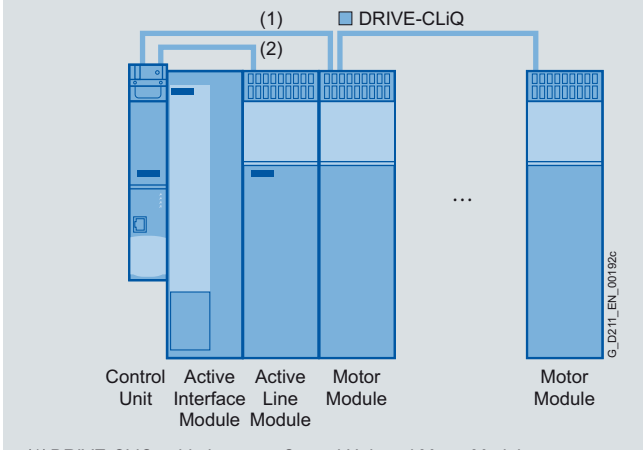 (1)
DRIVE-CLiQ
(2)
...
G_D211_EN_00192c
Control Unit
Active Interface Module
Active Line Module
Motor Module
Motor Module